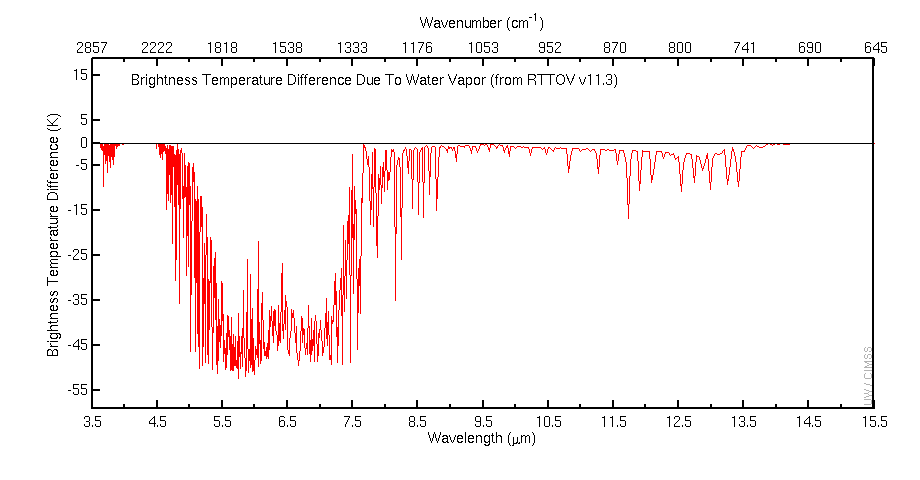 Wavenumber (cm-1)
2857 2222 1818 1538 1333 1176 1053 952 870 800 741 690 645
Brightness Temperature Difference Due To Water Vapor (from RTTOV v11.3)
Brightness Temperature Difference (K)
15
5
0
-5
-15
-25
-35
-45
-55
UW / CIMSS
3.5 4.5 5.5 6.5 7.5 8.5 9.5 10.5 11.5 12.5 13.5 14.5 15.5
Wavelength (μm)